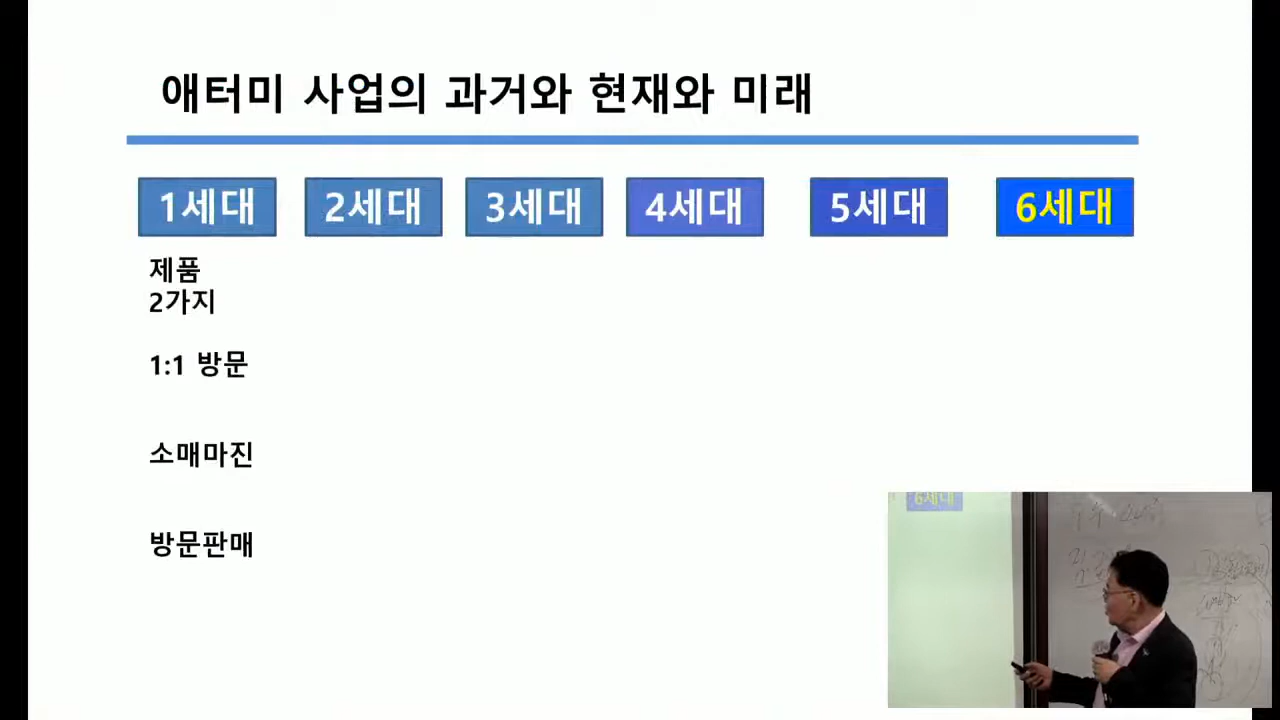 애터미 사업의 과거와 현재와 미래
1세대 2세대 3세대 4세대 5세대 6세대
제품
2가지
1:1 방문
소매마진
방문판매
6세대